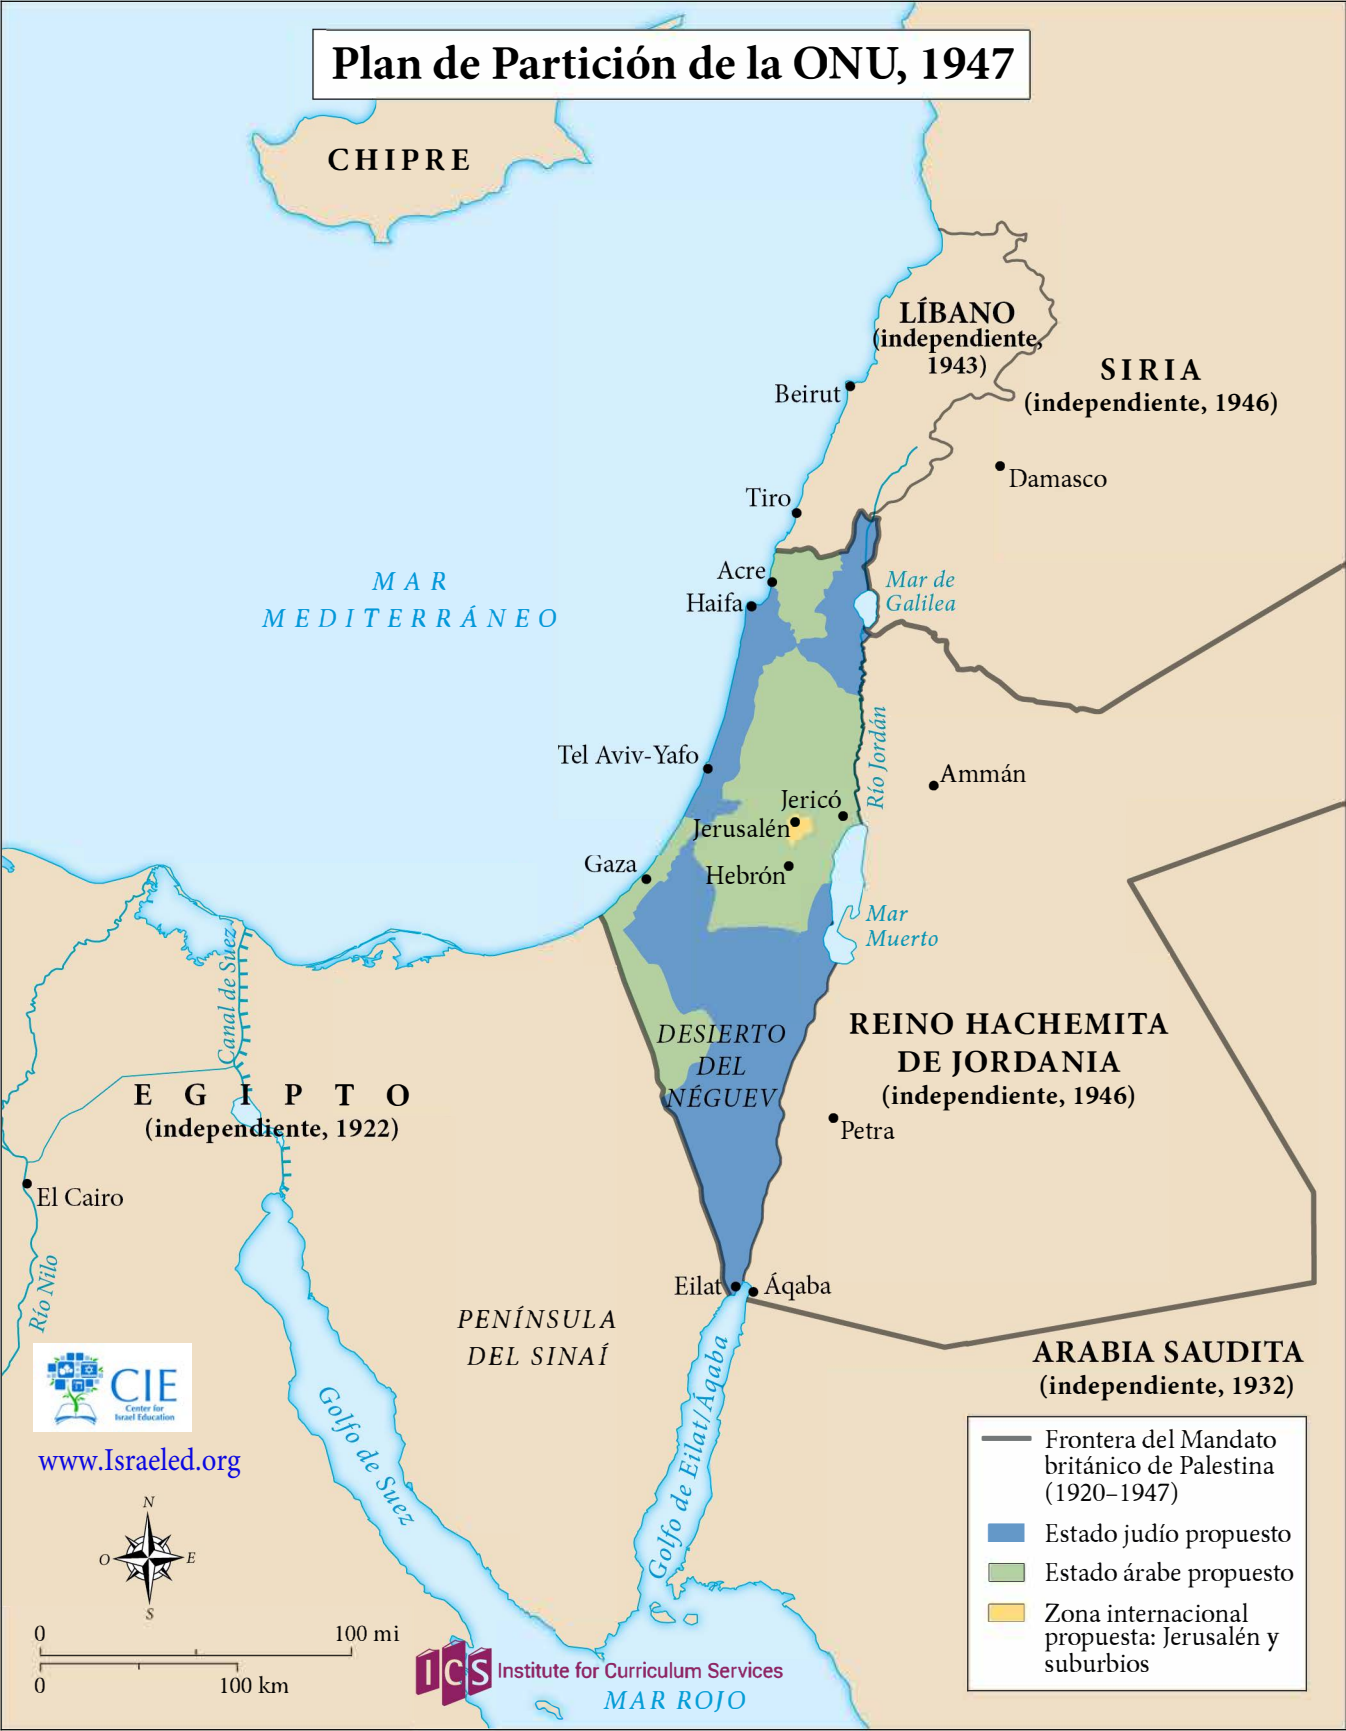 Plan de Partición de la ONU, 1947
CHIPRE
LÍBANO
(independiente,
1943)
SIRIA
(independiente, 1946)
Beirut
Damasco
Tiro
Acre
Haifa
Mar de
Galilea
MAR
MEDITERRÁNEO
Río Jordán
Tel Aviv-Yafo
Ammán
Jericó
Jerusalén
Gaza
Hebrón
Mar
Muerto
Canal de Suez
DESIERTO
DEL
NÉGUEV
REINO HACHEMITA
DE JORDANIA
(independiente, 1946)
EGIPTO
(independiente, 1922)
Petra
El Cairo
Río Nilo
Eilat
Áqaba
PENÍNSULA
DEL SINAÍ
ARABIA SAUDITA
(independiente, 1932)
Golfo de Suez
Golfo de Eilat/Áqaba
CIE
Center for
Israel Education
www.Israeled.org
N
O
E
S
0
100 mi
0
100 km
ICS Institute for Curriculum Services
MAR ROJO
Frontera del Mandato
británico de Palestina
(1920–1947)
Estado judío propuesto
Estado árabe propuesto
Zona internacional
propuesta: Jerusalén y
suburbios